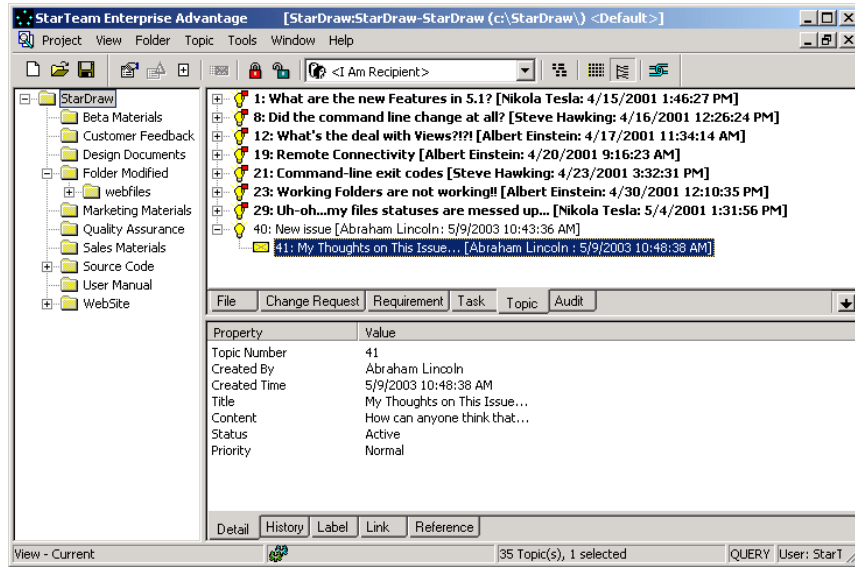 StarTeam Enterprise Advantage [StarDraw:StarDraw-StarDraw (c:\StarDraw\) <Default>]
Project View Folder Topic Tools Window Help
<I Am Recipient>
StarDraw
Beta Materials
Customer Feedback
Design Documents
Folder Modified
webfiles
Marketing Materials
Quality Assurance
Sales Materials
Source Code
User Manual
WebSite
1: What are the new Features in 5.1? [Nikola Tesla: 4/15/2001 1:46:27 PM]
8: Did the command line change at all? [Steve Hawking: 4/16/2001 12:26:24 PM]
12: What's the deal with Views?!?! [Albert Einstein: 4/17/2001 11:34:14 AM]
19: Remote Connectivity [Albert Einstein: 4/20/2001 9:16:23 AM]
21: Command-line exit codes [Steve Hawking: 4/23/2001 3:32:31 PM]
23: Working Folders are not working!! [Albert Einstein: 4/30/2001 12:10:35 PM]
29: Uh-oh...my files statuses are messed up... [Nikola Tesla: 5/4/2001 1:31:56 PM]
40: New issue [Abraham Lincoln: 5/9/2003 10:43:36 AM]
41: My Thoughts on This Issue... [Abraham Lincoln : 5/9/2003 10:48:38 AM]
File Change Request Requirement Task Topic Audit
Property Value
Topic Number 41
Created By Abraham Lincoln
Created Time 5/9/2003 10:48:38 AM
Title My Thoughts on This Issue...
Content How can anyone think that...
Status Active
Priority Normal
Detail History Label Link Reference
View - Current 35 Topic(s), 1 selected QUERY User: StarT